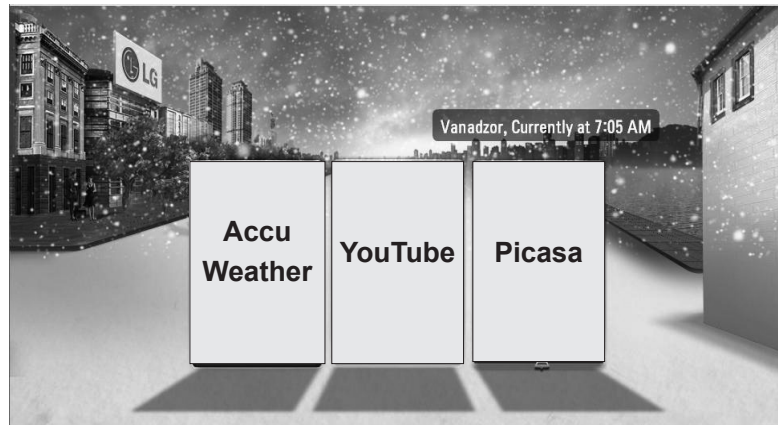 LG
Vanadzor, Currently at 7:05 AM
Accu
Weather
YouTube
Picasa